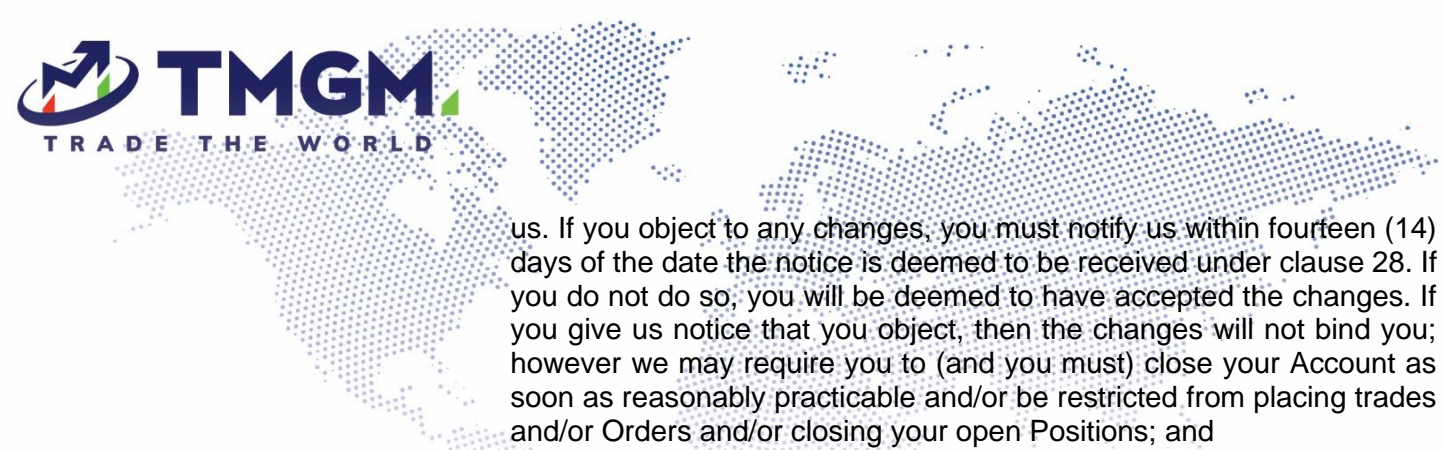 TMGM
TRADE THE WORLD
us. If you object to any changes, you must notify us within fourteen (14)
days of the date the notice is deemed to be received under clause 28. If
you do not do so, you will be deemed to have accepted the changes. If
you give us notice that you object, then the changes will not bind you;
however we may require you to (and you must) close your Account as
soon as reasonably practicable and/or be restricted from placing trades
and/or Orders and/or closing your open Positions; and